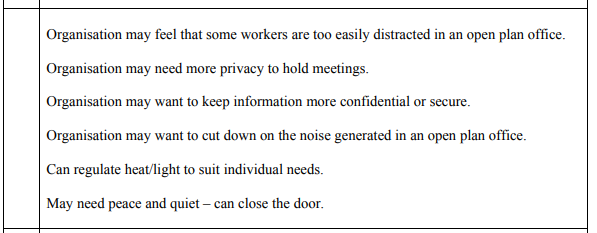 Organisation may feel that some workers are too easily distracted in an open plan office.
Organisation may need more privacy to hold meetings.
Organisation may want to keep information more confidential or secure.
Organisation may want to cut down on the noise generated in an open plan office.
Can regulate heat/light to suit individual needs.
May need peace and quiet – can close the door.